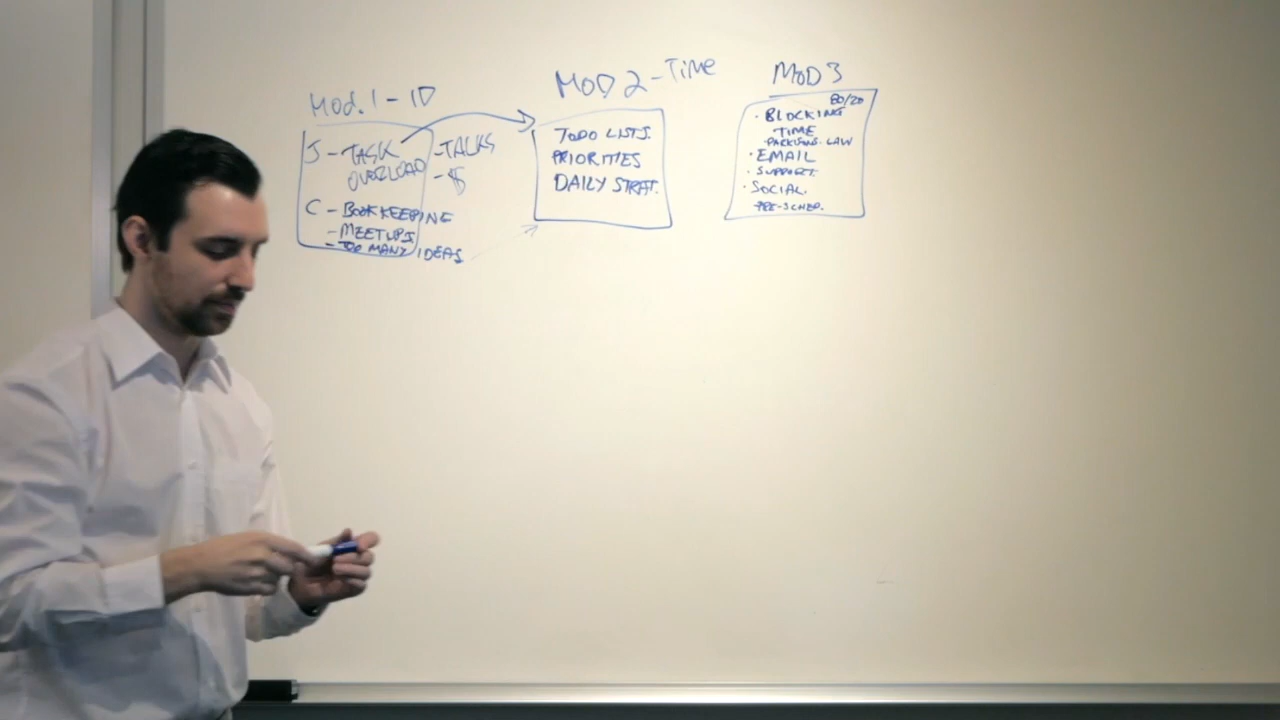 MOD. 1 - ID
J - TASK OVERLOAD
- TALKS
- $
C - BOOKKEEPING
- MEETUPS
- TOO MANY IDEAS
MOD 2 - TIME
TODO LISTS.
PRIORITIES
DAILY STRAT.
MOD 3
80/20
· BLOCKING
TIME
· PARKISONS LAW
· EMAIL
· SUPPORT.
· SOCIAL.
PRE-SCHED.